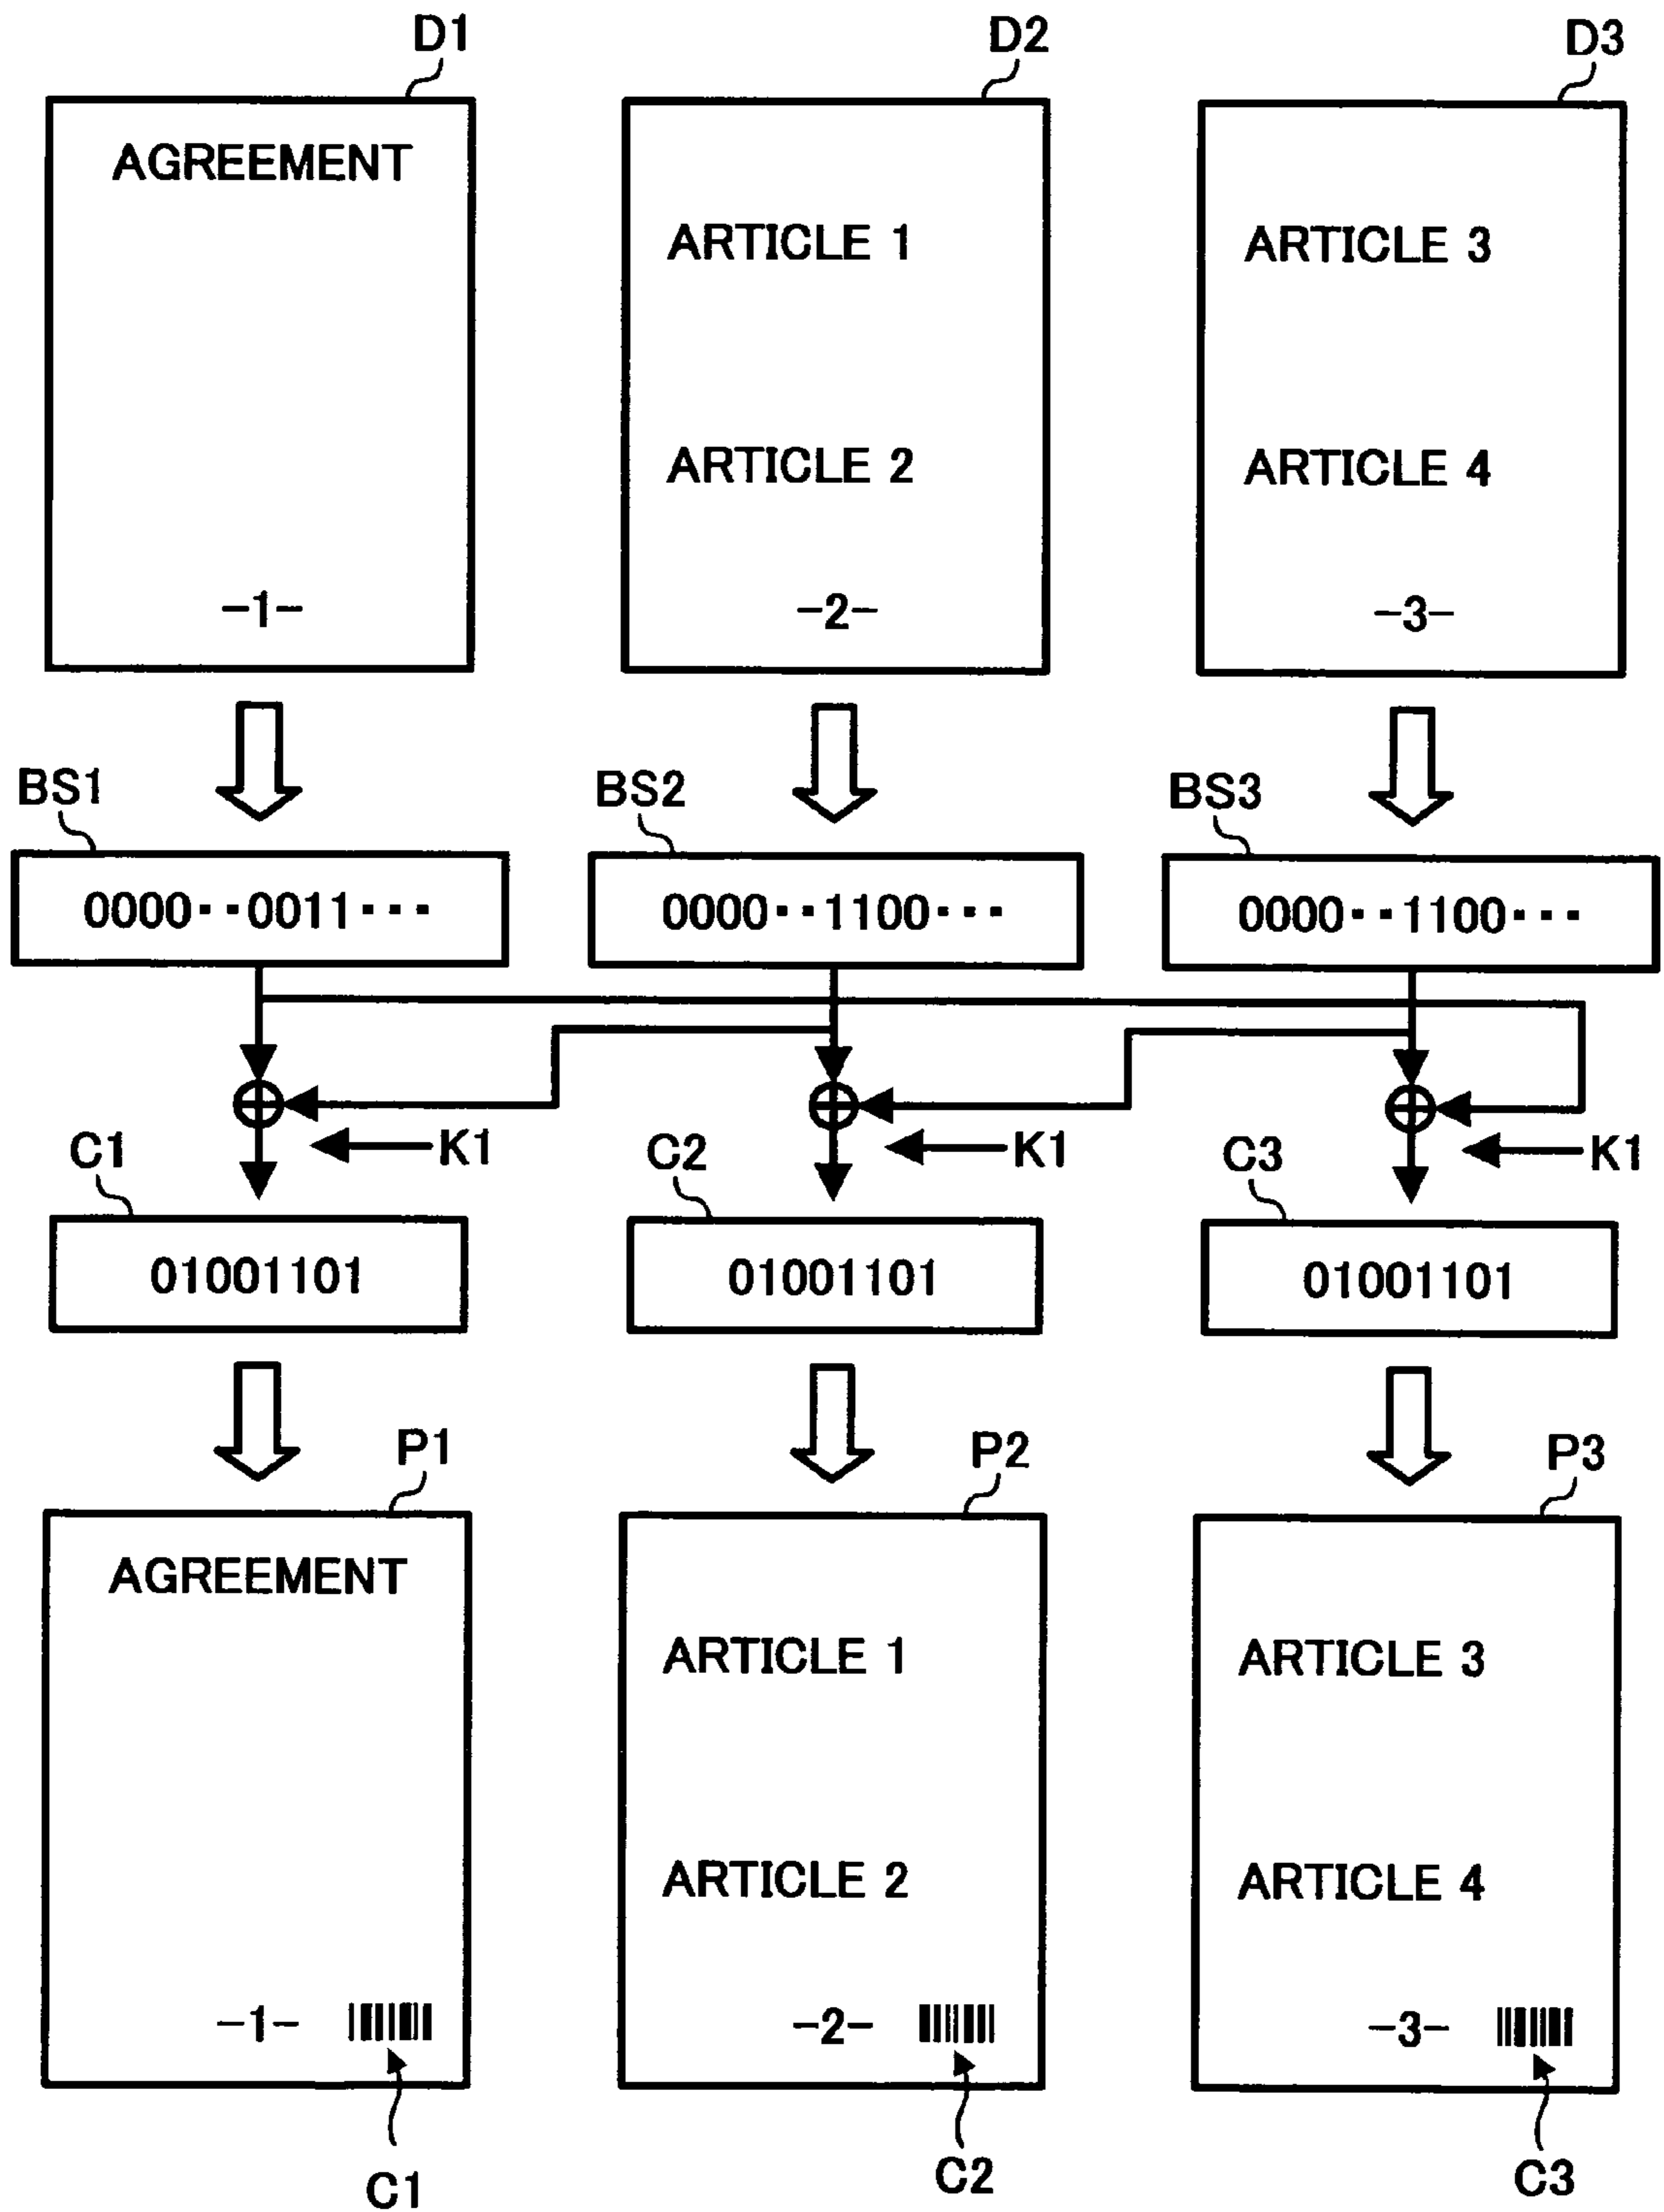 D1 D2 D3
AGREEMENT
ARTICLE 1 ARTICLE 3
ARTICLE 2 ARTICLE 4
-1- -2- -3-
BS1 BS2 BS3
0000··0011··· 0000··1100··· 0000··1100···
K1 K1 K1
C1 C2 C3
01001101 01001101 01001101
P1 P2 P3
AGREEMENT
ARTICLE 1 ARTICLE 3
ARTICLE 2 ARTICLE 4
-1- -2- -3-
C1 C2 C3